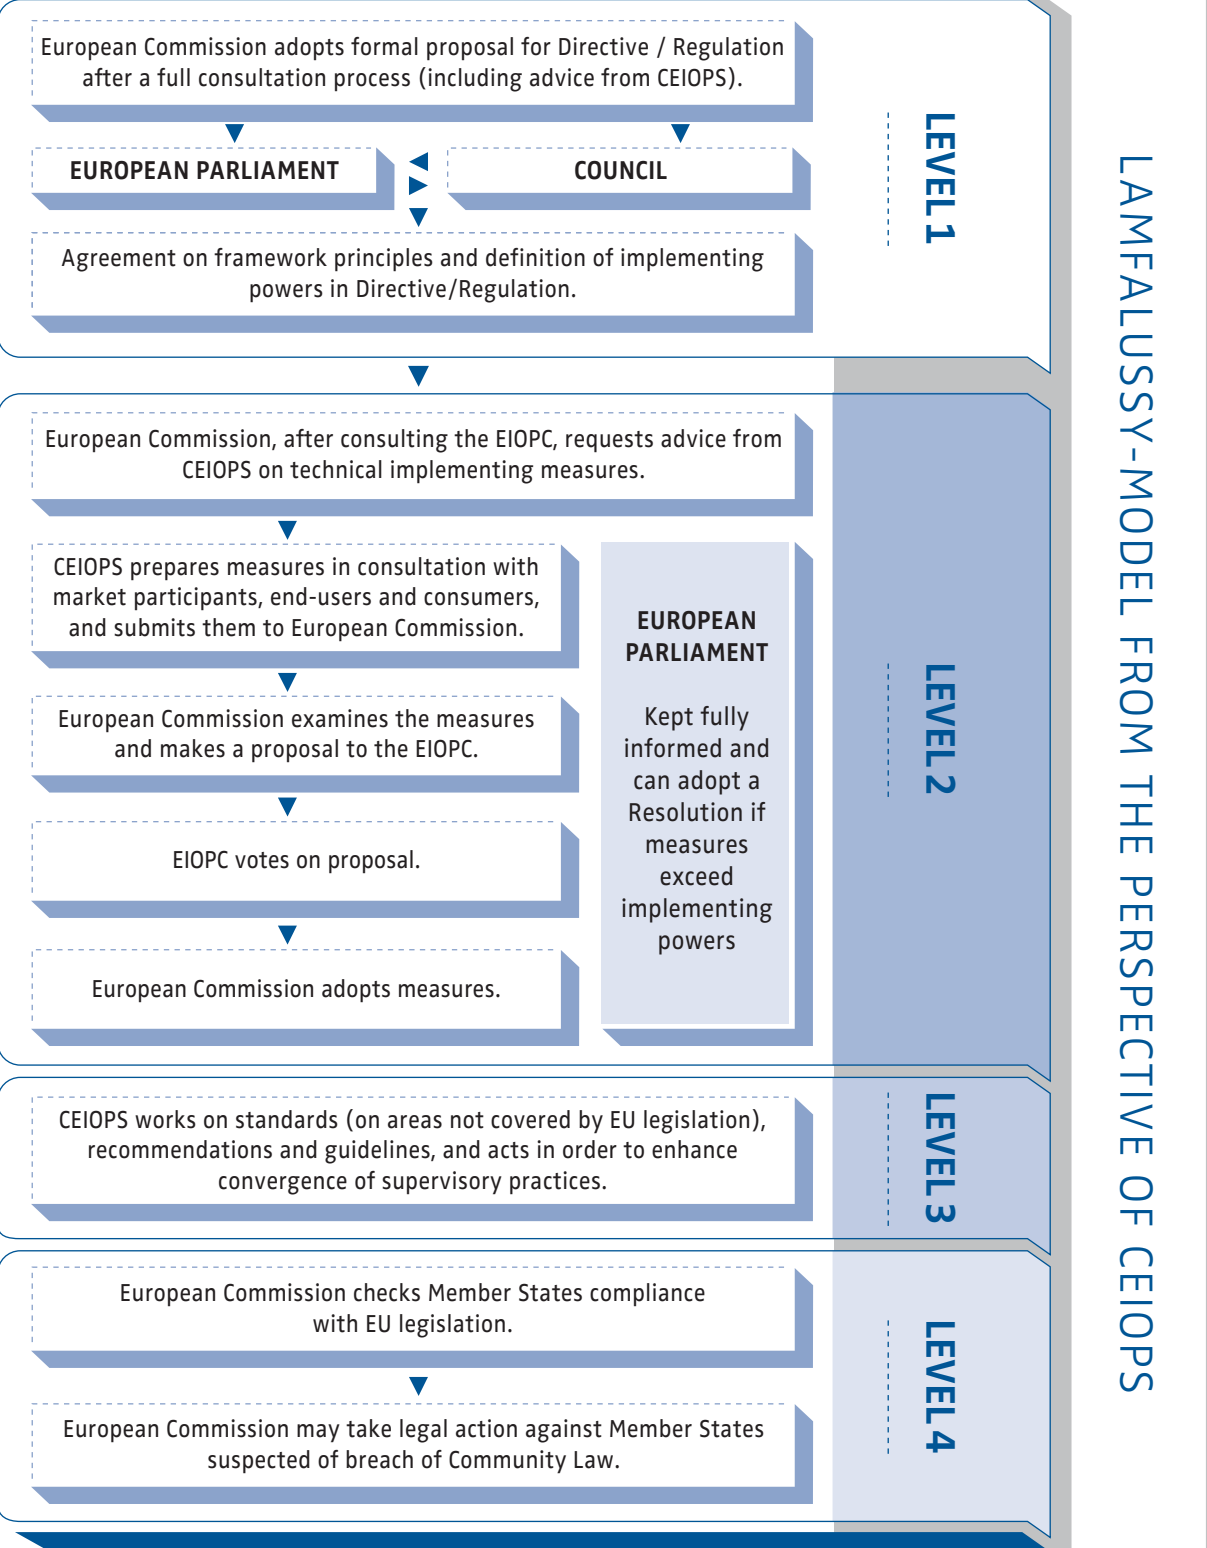 European Commission adopts formal proposal for Directive / Regulation
after a full consultation process (including advice from CEIOPS).
EUROPEAN PARLIAMENT
COUNCIL
Agreement on framework principles and definition of implementing
powers in Directive/Regulation.
LEVEL 1
European Commission, after consulting the EIOPC, requests advice from
CEIOPS on technical implementing measures.
CEIOPS prepares measures in consultation with
market participants, end-users and consumers,
and submits them to European Commission.
European Commission examines the measures
and makes a proposal to the EIOPC.
EIOPC votes on proposal.
European Commission adopts measures.
EUROPEAN
PARLIAMENT
Kept fully
informed and
can adopt a
Resolution if
measures
exceed
implementing
powers
LEVEL 2
CEIOPS works on standards (on areas not covered by EU legislation),
recommendations and guidelines, and acts in order to enhance
convergence of supervisory practices.
LEVEL 3
European Commission checks Member States compliance
with EU legislation.
European Commission may take legal action against Member States
suspected of breach of Community Law.
LEVEL 4
LAMFALUSSY-MODEL FROM THE PERSPECTIVE OF CEIOPS